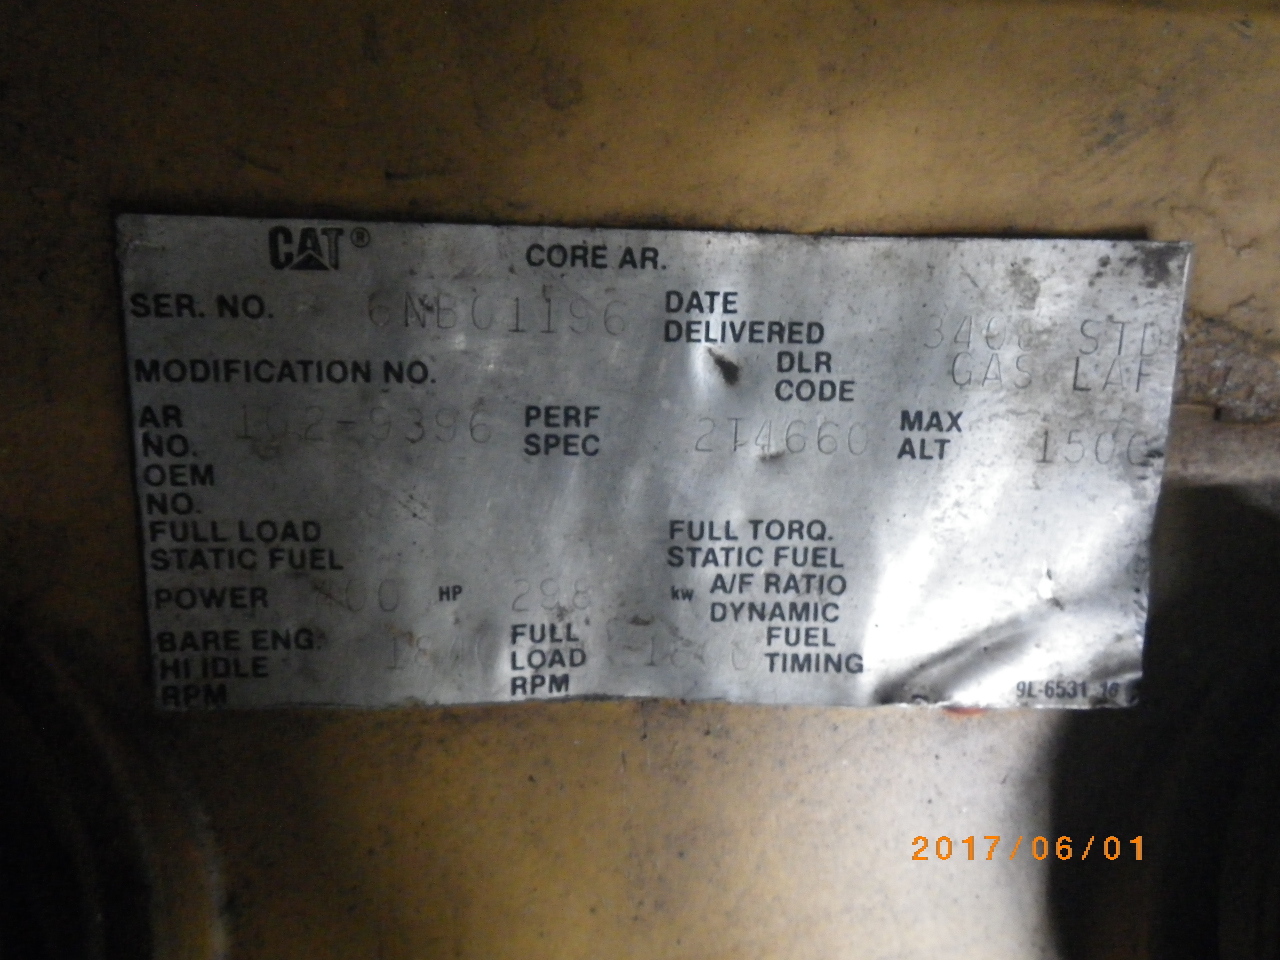 CAT®
CORE AR.
SER. NO. 6NB01196
DATE
DELIVERED
3408 STD
DLR
CODE
GAS LAF
MODIFICATION NO.
AR
NO. 102-9396
PERF
SPEC 2T4660
MAX
ALT 1500
OEM
NO.
FULL LOAD
STATIC FUEL
FULL TORQ.
STATIC FUEL
POWER 400 HP 298 kw
A/F RATIO
DYNAMIC
BARE ENG.
HI IDLE
RPM
FULL
LOAD
RPM
FUEL
TIMING
9L-6531
2017/06/01